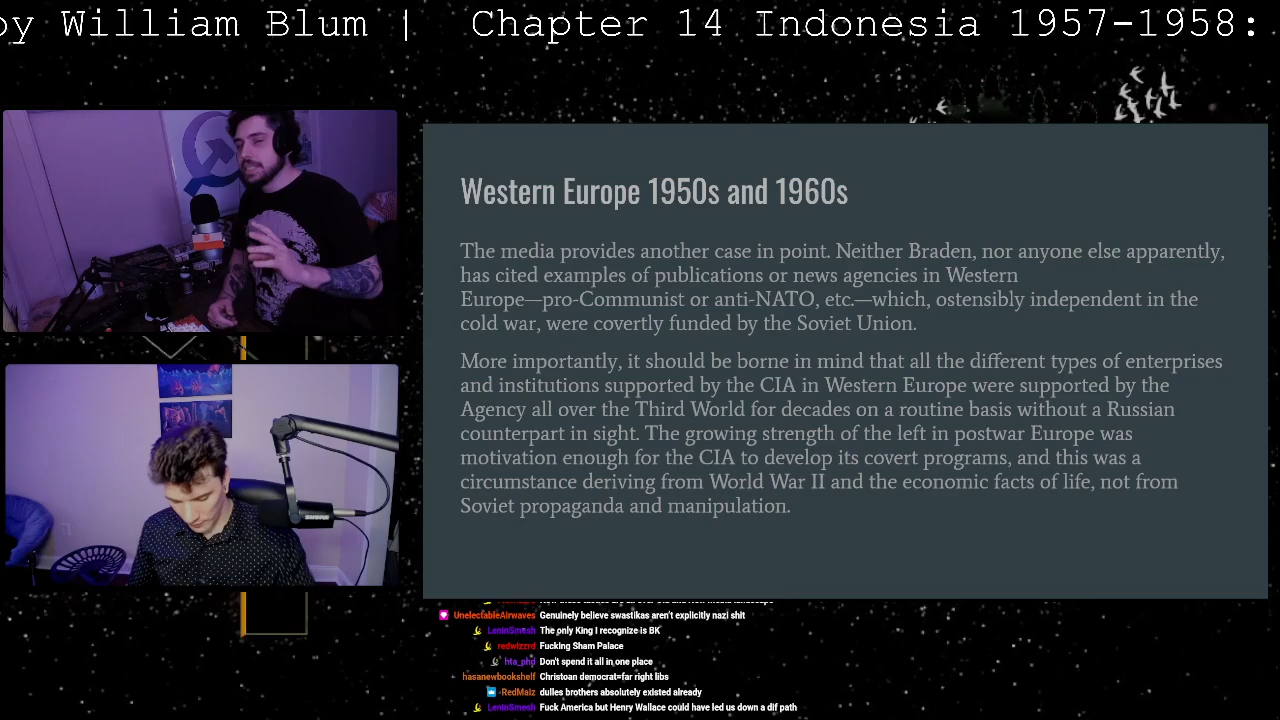 by William Blum |  Chapter 14 Indonesia 1957-1958:
Western Europe 1950s and 1960s
The media provides another case in point. Neither Braden, nor anyone else apparently,
has cited examples of publications or news agencies in Western
Europe—pro-Communist or anti-NATO, etc.—which, ostensibly independent in the
cold war, were covertly funded by the Soviet Union.
More importantly, it should be borne in mind that all the different types of enterprises
and institutions supported by the CIA in Western Europe were supported by the
Agency all over the Third World for decades on a routine basis without a Russian
counterpart in sight. The growing strength of the left in postwar Europe was
motivation enough for the CIA to develop its covert programs, and this was a
circumstance deriving from World War II and the economic facts of life, not from
Soviet propaganda and manipulation.
UnelectableAirwaves Genuinely believe swastikas aren't explicitly nazi shit
LeninSmesh The only King I recognize is BK
redwizzrd Fucking Sham Palace
hta_phd Don't spend it all in one place
hasanewbookshelf Christoan democrat=far right libs
-RedMaiz dulles brothers absolutely existed already
LeninSmesh Fuck America but Henry Wallace could have led us down a dif path